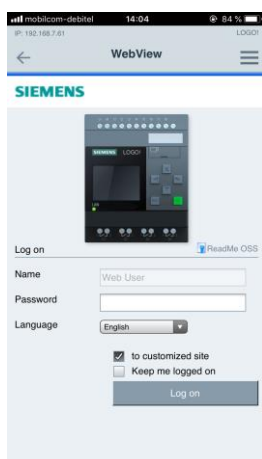 mobilcom-debitel 14:04 84 %
IP: 192.168.7.61 LOGO!
WebView
SIEMENS
SIEMENS LOGO!
Log on ReadMe OSS
Name Web User
Password
Language English
to customized site
Keep me logged on
Log on